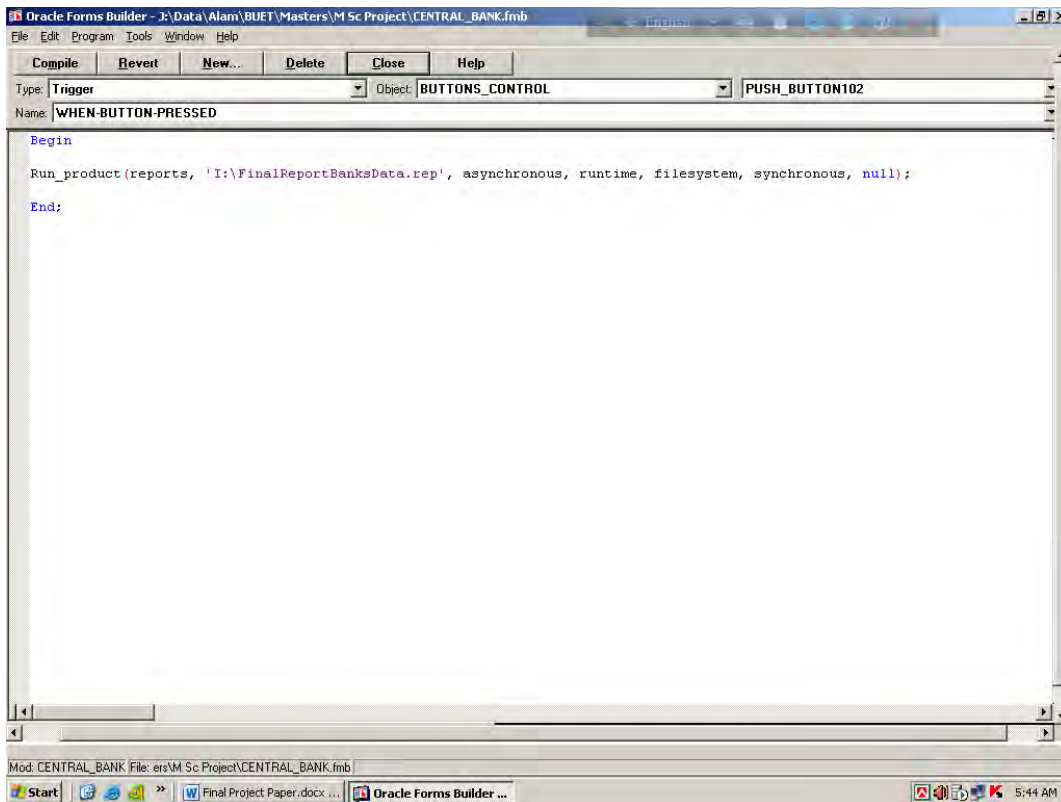 Oracle Forms Builder - J:\Data\Alam\BUET\Masters\M Sc Project\CENTRAL_BANK.fmb
English
File Edit Program Tools Window Help
Compile Revert New... Delete Close Help
Type: Trigger Object: BUTTONS_CONTROL PUSH_BUTTON102
Name: WHEN-BUTTON-PRESSED
Begin
Run_product(reports, 'I:\FinalReportBanksData.rep', asynchronous, runtime, filesystem, synchronous, null);
End;
Mod: CENTRAL_BANK File: ers\M Sc Project\CENTRAL_BANK.fmb
Start » Final Project Paper.docx ... Oracle Forms Builder ... 5:44 AM